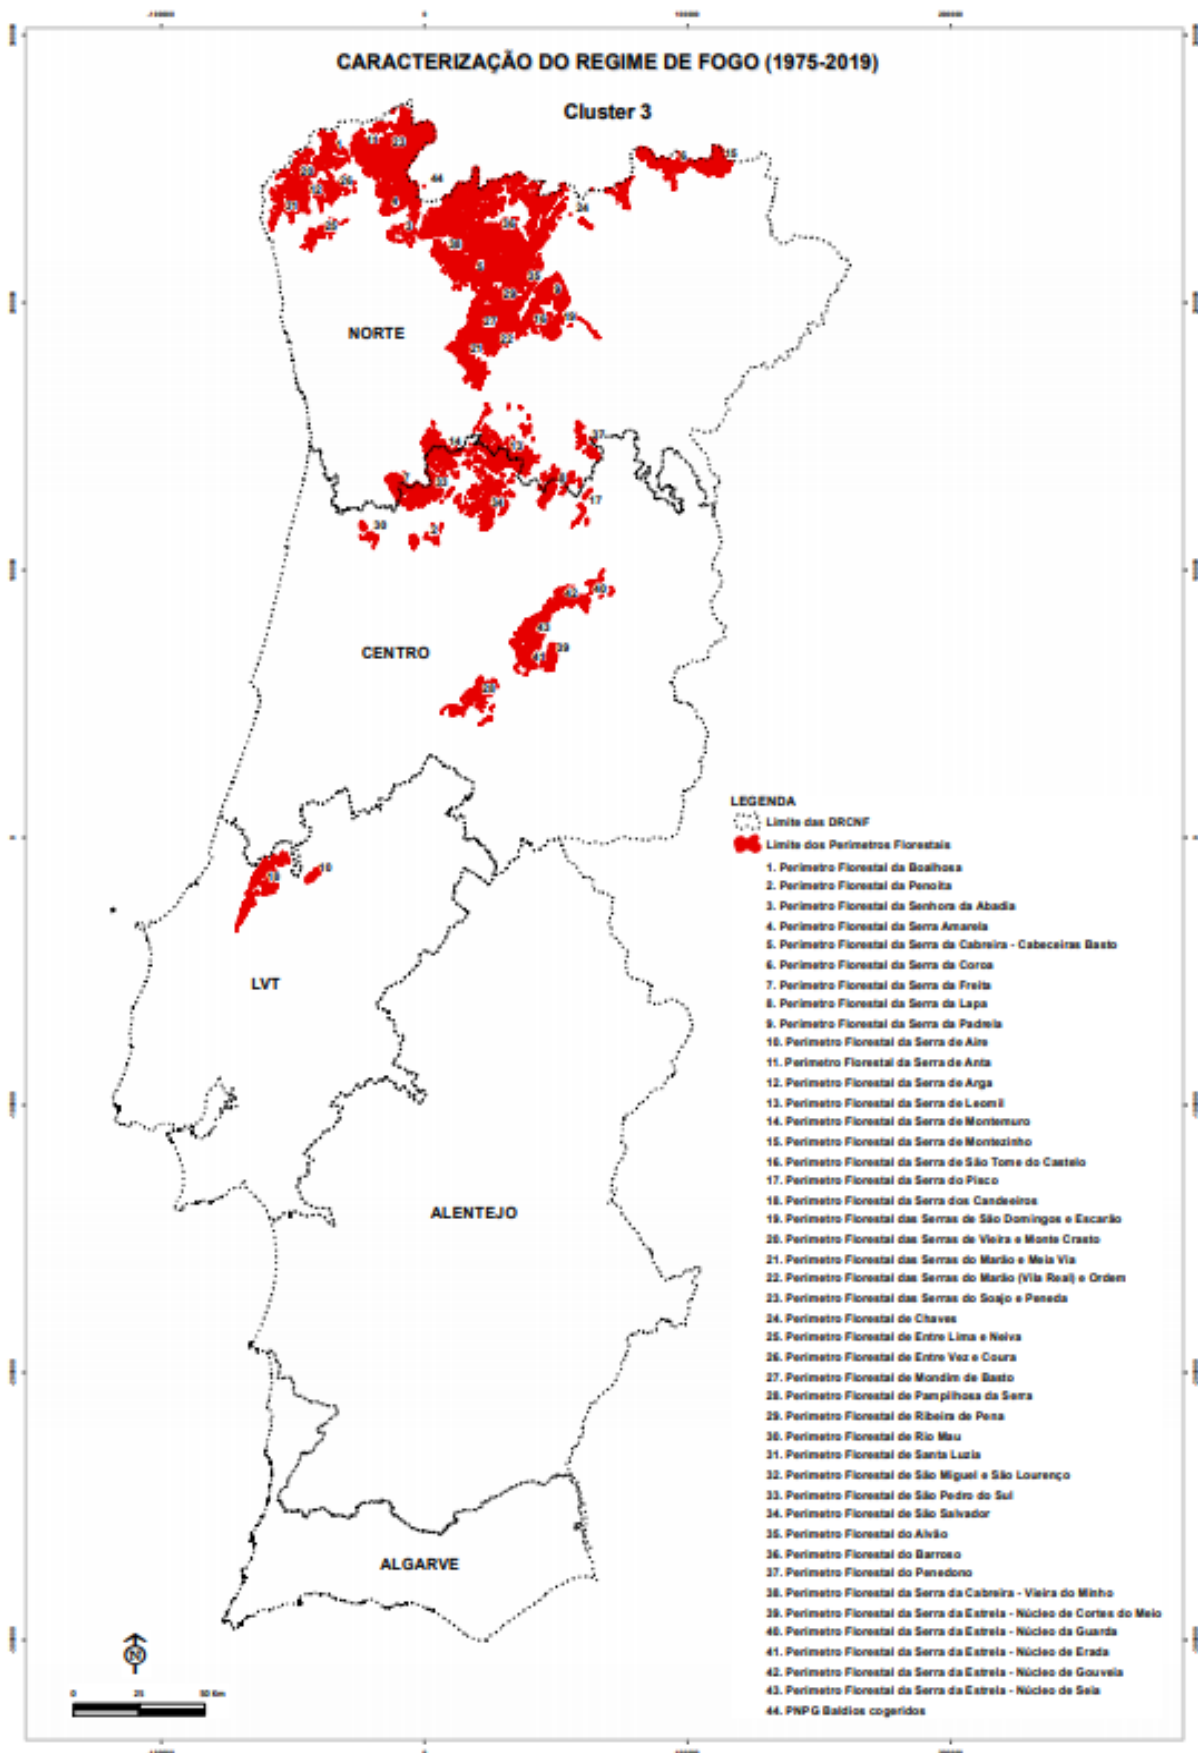 CARACTERIZAÇÃO DO REGIME DE FOGO (1975-2019)
Cluster 3
NORTE
CENTRO
LVT
ALENTEJO
ALGARVE
LEGENDA
Limite das DRCNF
Limite dos Perímetros Florestais
1. Perímetro Florestal da Boalhosa
2. Perímetro Florestal da Penoita
3. Perímetro Florestal da Senhora da Abadia
4. Perímetro Florestal da Serra Amarela
5. Perímetro Florestal da Serra da Cabreira - Cabeceiras Basto
6. Perímetro Florestal da Serra da Coroa
7. Perímetro Florestal da Serra da Freita
8. Perímetro Florestal da Serra da Lapa
9. Perímetro Florestal da Serra da Padrela
10. Perímetro Florestal da Serra de Aire
11. Perímetro Florestal da Serra de Anta
12. Perímetro Florestal da Serra de Arga
13. Perímetro Florestal da Serra de Leomil
14. Perímetro Florestal da Serra de Montemuro
15. Perímetro Florestal da Serra de Montezinho
16. Perímetro Florestal da Serra de São Tome do Castelo
17. Perímetro Florestal da Serra do Pisco
18. Perímetro Florestal da Serra dos Candeeiros
19. Perímetro Florestal das Serras de São Domingos e Escarão
20. Perímetro Florestal das Serras de Vieira e Monte Crasto
21. Perímetro Florestal das Serras do Marão e Meia Via
22. Perímetro Florestal das Serras do Marão (Vila Real) e Ordem
23. Perímetro Florestal das Serras do Soajo e Peneda
24. Perímetro Florestal de Chaves
25. Perímetro Florestal de Entre Lima e Neiva
26. Perímetro Florestal de Entre Vez e Coura
27. Perímetro Florestal de Mondim de Basto
28. Perímetro Florestal de Pampilhosa da Serra
29. Perímetro Florestal de Ribeira de Pena
30. Perímetro Florestal de Rio Mau
31. Perímetro Florestal de Santa Luzia
32. Perímetro Florestal de São Miguel e São Lourenço
33. Perímetro Florestal de São Pedro do Sul
34. Perímetro Florestal de São Salvador
35. Perímetro Florestal do Alvão
36. Perímetro Florestal do Barroso
37. Perímetro Florestal do Penedono
38. Perímetro Florestal da Serra da Cabreira - Vieira do Minho
39. Perímetro Florestal da Serra da Estrela - Núcleo de Cortes do Meio
40. Perímetro Florestal da Serra da Estrela - Núcleo da Guarda
41. Perímetro Florestal da Serra da Estrela - Núcleo de Erada
42. Perímetro Florestal da Serra da Estrela - Núcleo de Gouveia
43. Perímetro Florestal da Serra da Estrela - Núcleo de Seia
44. PNPG Baldios cogeridos
N
0 25 50 Km